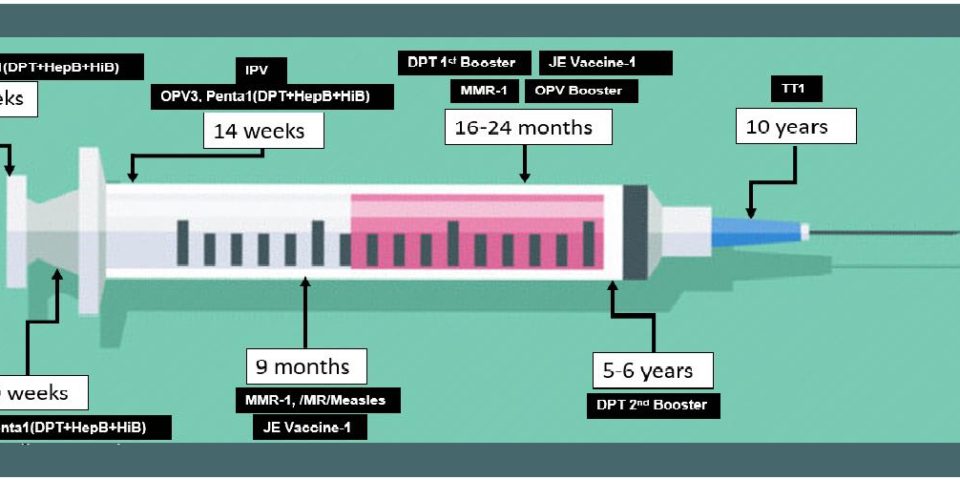 (DPT+HepB+HiB)
eks
IPV
OPV3, Penta1(DPT+HepB+HiB)
14 weeks
DPT 1st Booster
JE Vaccine-1
MMR-1
OPV Booster
16-24 months
TT1
10 years
weeks
nta1(DPT+HepB+HiB)
9 months
MMR-1, /MR/Measles
JE Vaccine-1
5-6 years
DPT 2nd Booster